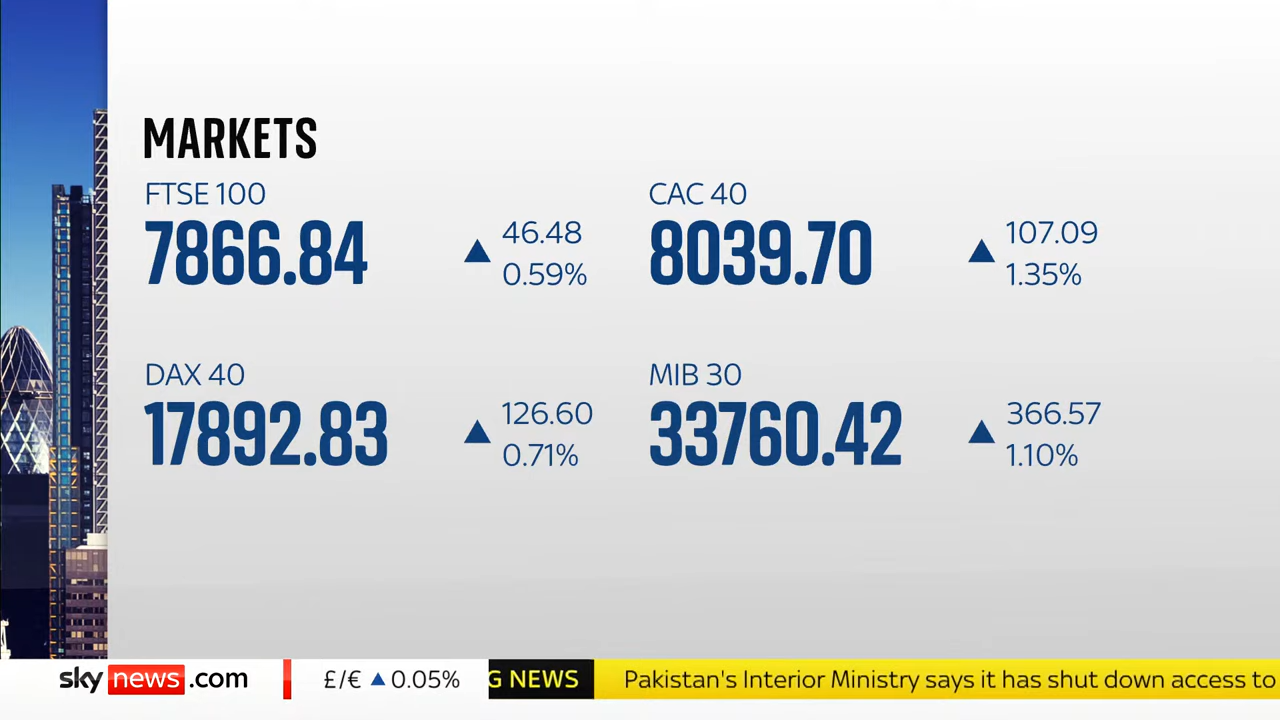 MARKETS
FTSE 100
7866.84
▲ 46.48
0.59%
CAC 40
8039.70
▲ 107.09
1.35%
DAX 40
17892.83
▲ 126.60
0.71%
MIB 30
33760.42
▲ 366.57
1.10%
sky news .com £/€ ▲ 0.05% G NEWS Pakistan's Interior Ministry says it has shut down access to